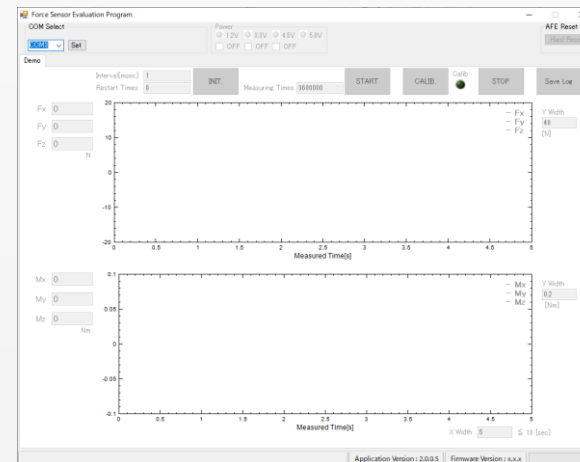 Force Sensor Evaluation Program
COM Select
Power
AFE Reset
1.2V 3.0V 4.5V 5.0V
COM3 Set
OFF OFF OFF
Hard Rese
Demo
Interval[msec] 1
Restart Times 0
INIT.
Measuring Times 3600000
START
CALIB.
Calib
STOP
Save Log
Fx 0
Fy 0
Fz 0
N
20
10
0
-10
-20
0 0.5 1 1.5 2 2.5 3 3.5 4 4.5 5
Measured Time[s]
Fx
Fy
Fz
Y Width
40
[N]
Mx 0
My 0
Mz 0
Nm
0.1
0.05
0
-0.05
-0.1
0 0.5 1 1.5 2 2.5 3 3.5 4 4.5 5
Measured Time[s]
Mx
My
Mz
Y Width
0.2
[Nm]
X Width 5 ≦ 10 [sec]
Application Version : 2.0.0.5 Firmware Version : x.x.x